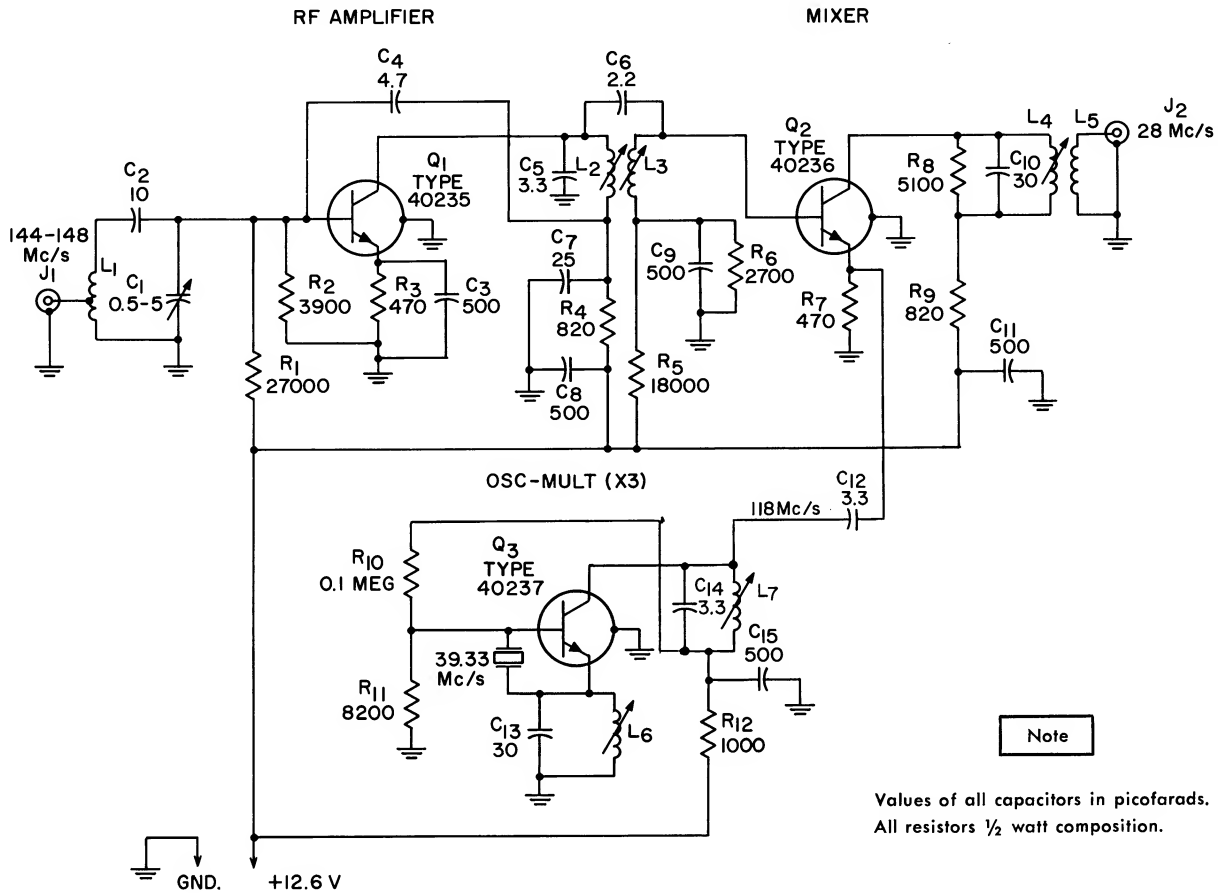 RF AMPLIFIER
MIXER
C4
4.7
C6
2.2
C2
10
Q1
TYPE
40235
C5
3.3
L2
L3
Q2
TYPE
40236
R8
5100
C10
30
L4
L5
J2
28 Mc/s
144-148
Mc/s
J1
L1
C1
0.5-5
R2
3900
R3
470
C3
500
C7
25
R4
820
C9
500
R6
2700
R7
470
R9
820
C11
500
R1
27000
C8
500
R5
18000
OSC-MULT (X3)
C12
3.3
118Mc/s
R10
0.1 MEG
Q3
TYPE
40237
C14
3.3
L7
C15
500
39.33
Mc/s
R11
8200
C13
30
L6
R12
1000
Note
Values of all capacitors in picofarads.
All resistors ½ watt composition.
GND.
+12.6 V